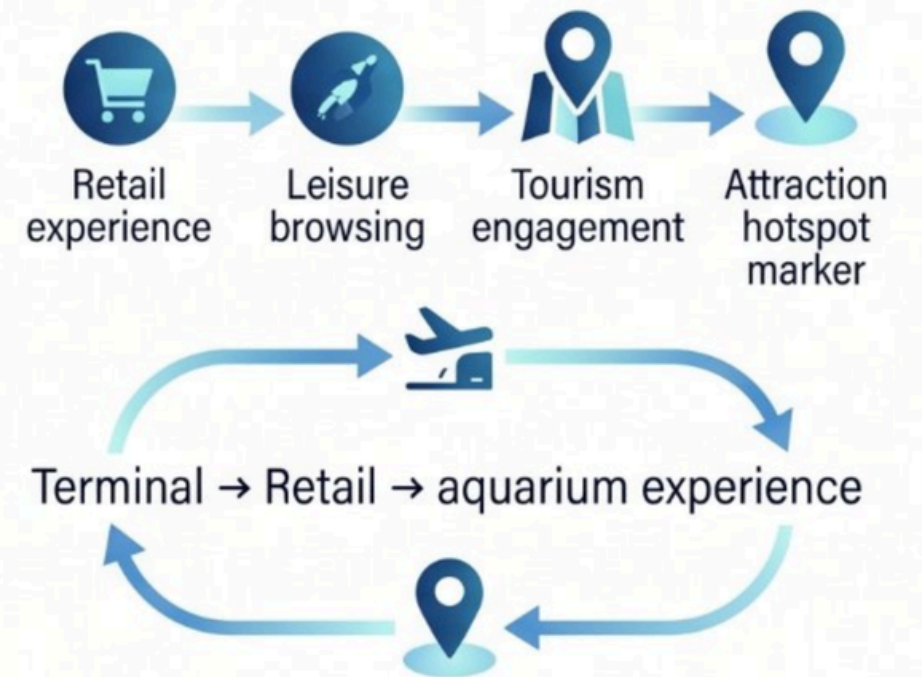 Retail
experience
Leisure
browsing
Tourism
engagement
Attraction
hotspot
marker
Terminal → Retail → aquarium experience